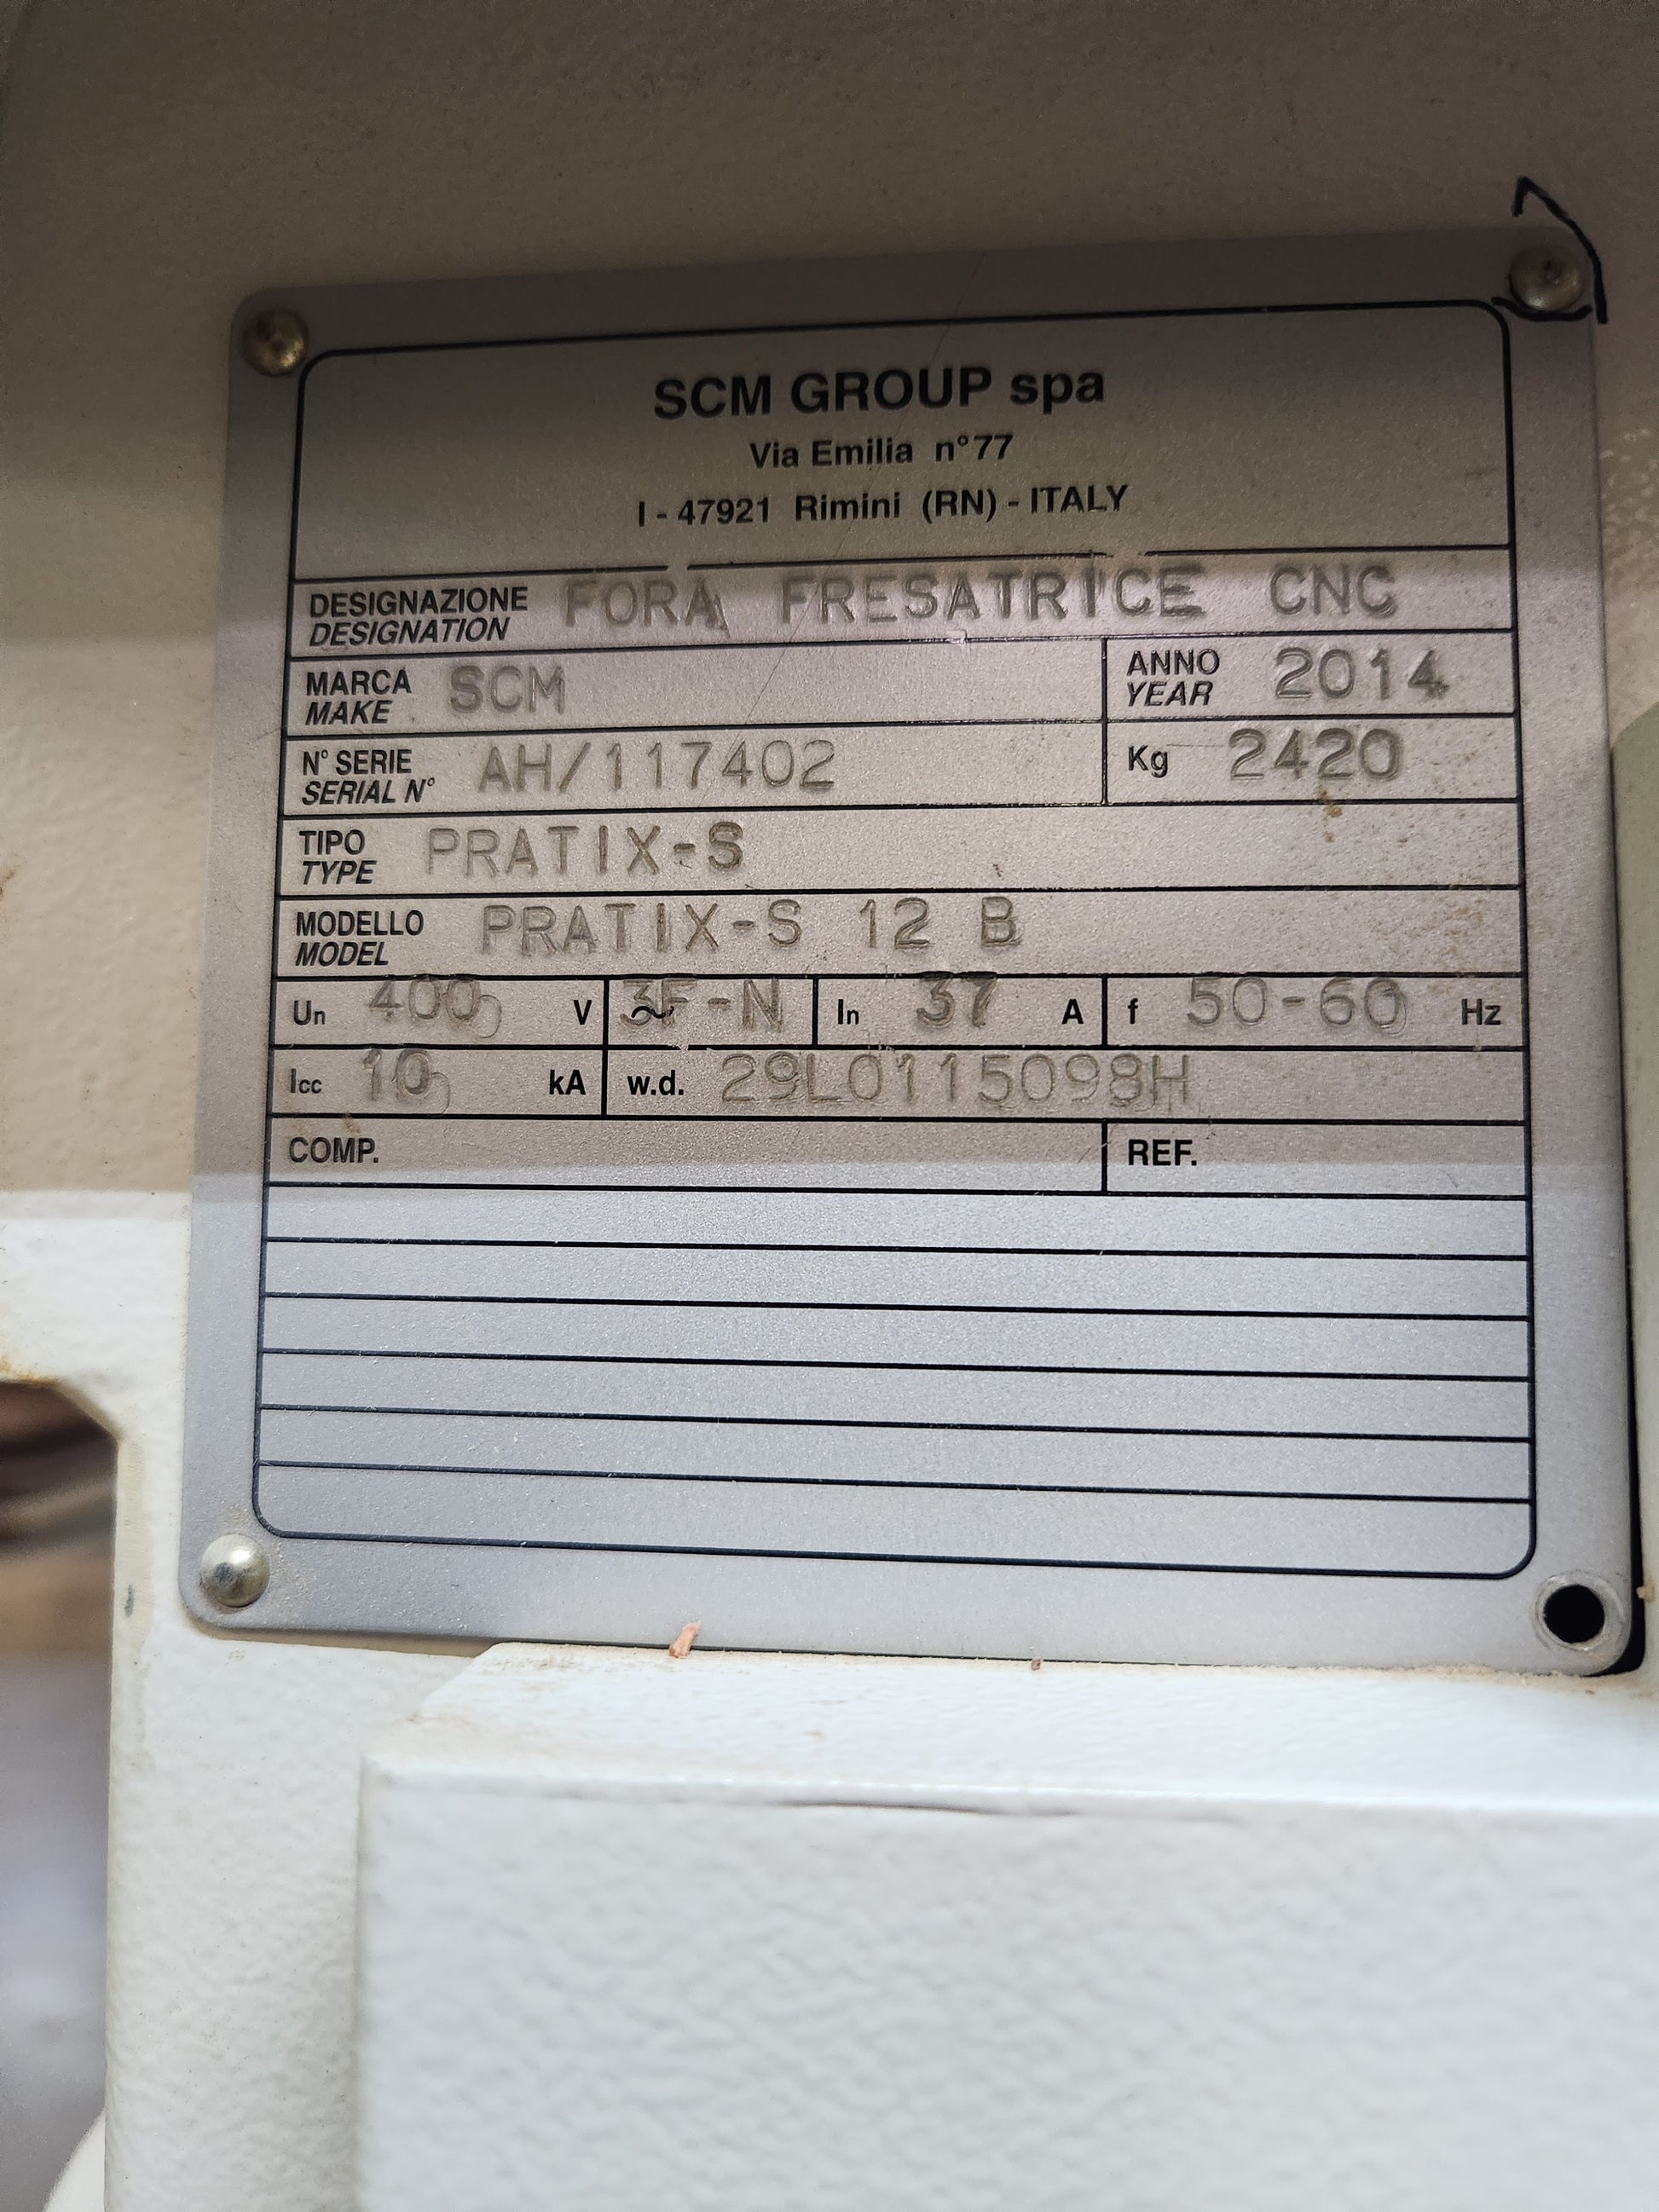 SCM GROUP spa
Via Emilia n°77
I - 47921 Rimini (RN) - ITALY
DESIGNAZIONE FORA FRESATRICE CNC
DESIGNATION
MARCA SCM
MAKE
ANNO 2014
YEAR
N° SERIE AH/117402
SERIAL N°
Kg 2420
TIPO PRATIX-S
TYPE
MODELLO PRATIX-S 12 B
MODEL
Un 400 V 3F-N In 37 A f 50-60 Hz
Icc 10 kA w.d. 29L0115098H
COMP. REF.